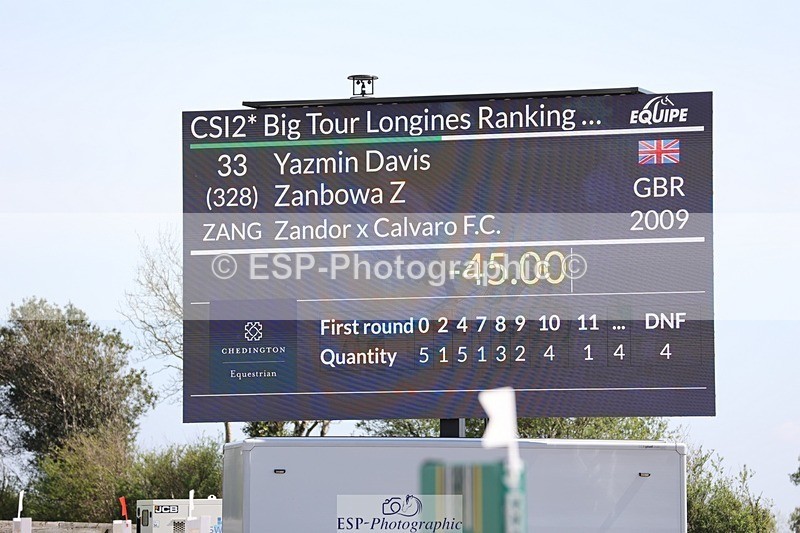 CSI2* Big Tour Longines Ranking ...
EQUIPE
33 Yazmin Davis
(328) Zanbowa Z GBR
ZANG Zandor x Calvaro F.C. 2009
-45.00
© ESP-Photographic ©
First round 0 2 4 7 8 9 10 11 ... DNF
Quantity 5 1 5 1 3 2 4 1 4 4
CHEDINGTON
Equestrian
JCB
ESP-Photographic